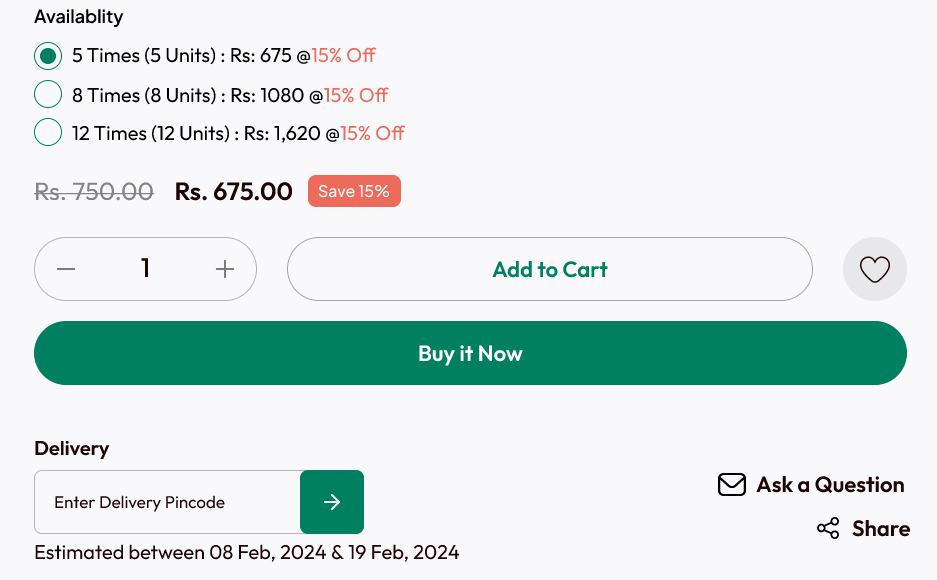 Availablity
5 Times (5 Units) : Rs: 675 @15% Off
8 Times (8 Units) : Rs: 1080 @15% Off
12 Times (12 Units) : Rs: 1,620 @15% Off
Rs. 750.00 Rs. 675.00 Save 15%
1 Add to Cart
Buy it Now
Delivery
Enter Delivery Pincode
Estimated between 08 Feb, 2024 & 19 Feb, 2024
Ask a Question
Share